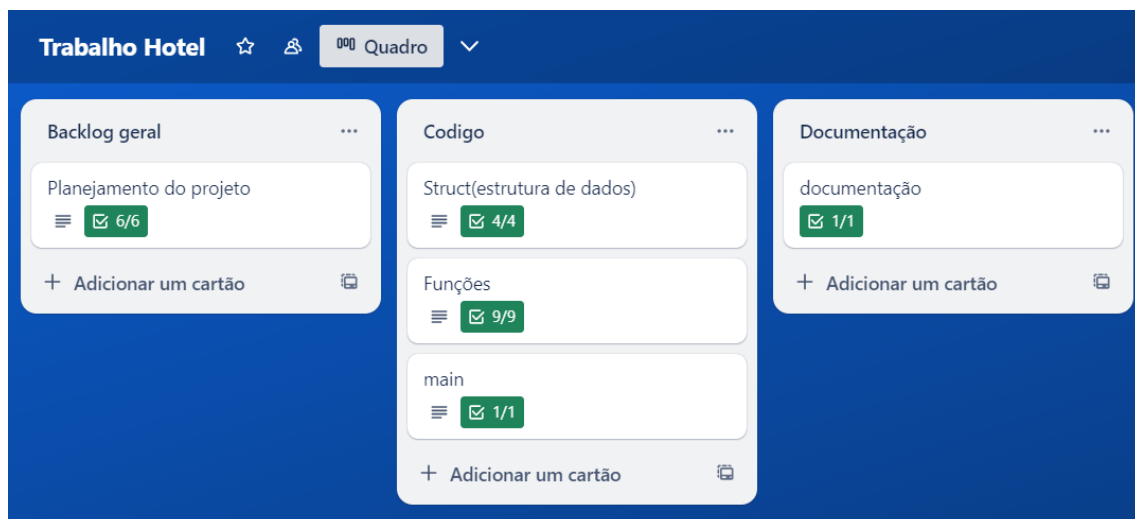 Trabalho Hotel Quadro
Backlog geral
Planejamento do projeto
6/6
Adicionar um cartão
Codigo
Struct(estrutura de dados)
4/4
Funções
9/9
main
1/1
Adicionar um cartão
Documentação
documentação
1/1
Adicionar um cartão